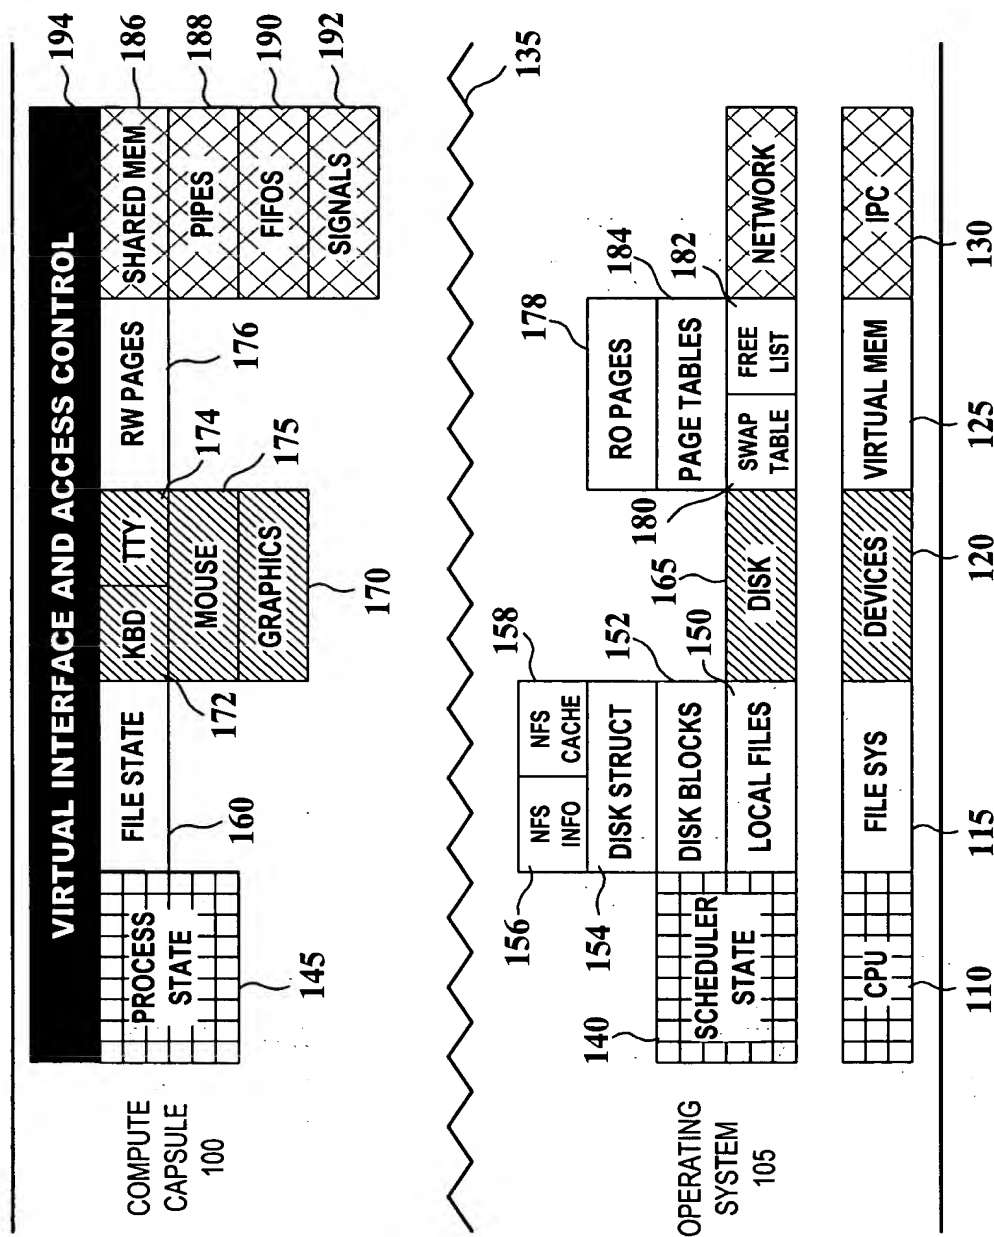 194
186
188
190
192
VIRTUAL INTERFACE AND ACCESS CONTROL
PROCESS
STATE
FILE STATE
KBD
TTY
MOUSE
GRAPHICS
RW PAGES
SHARED MEM
PIPES
FIFOS
SIGNALS
COMPUTE
CAPSULE
100
145
160
172
170
174
175
176
135
156
158
NFS
INFO
NFS
CACHE
154
DISK STRUCT
152
DISK BLOCKS
150
LOCAL FILES
140
SCHEDULER
STATE
165
DISK
178
RO PAGES
184
PAGE TABLES
180
182
SWAP
TABLE
FREE
LIST
NETWORK
OPERATING
SYSTEM
105
CPU
FILE SYS
DEVICES
VIRTUAL MEM
IPC
110
115
120
125
130